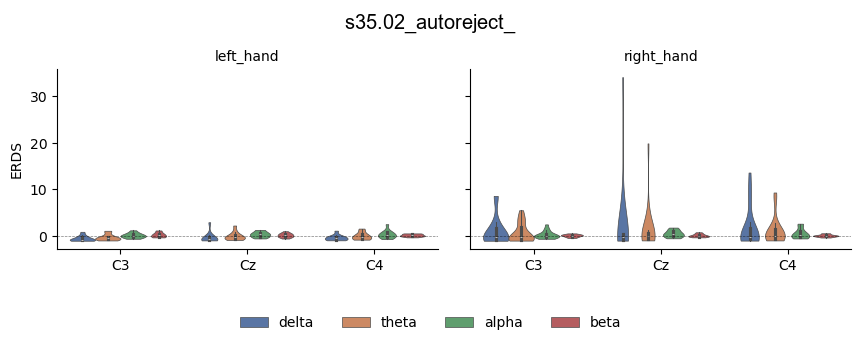 s35.02_autoreject_
left_hand
right_hand
ERDS
30
20
10
0
C3
Cz
C4
C3
Cz
C4
delta
theta
alpha
beta